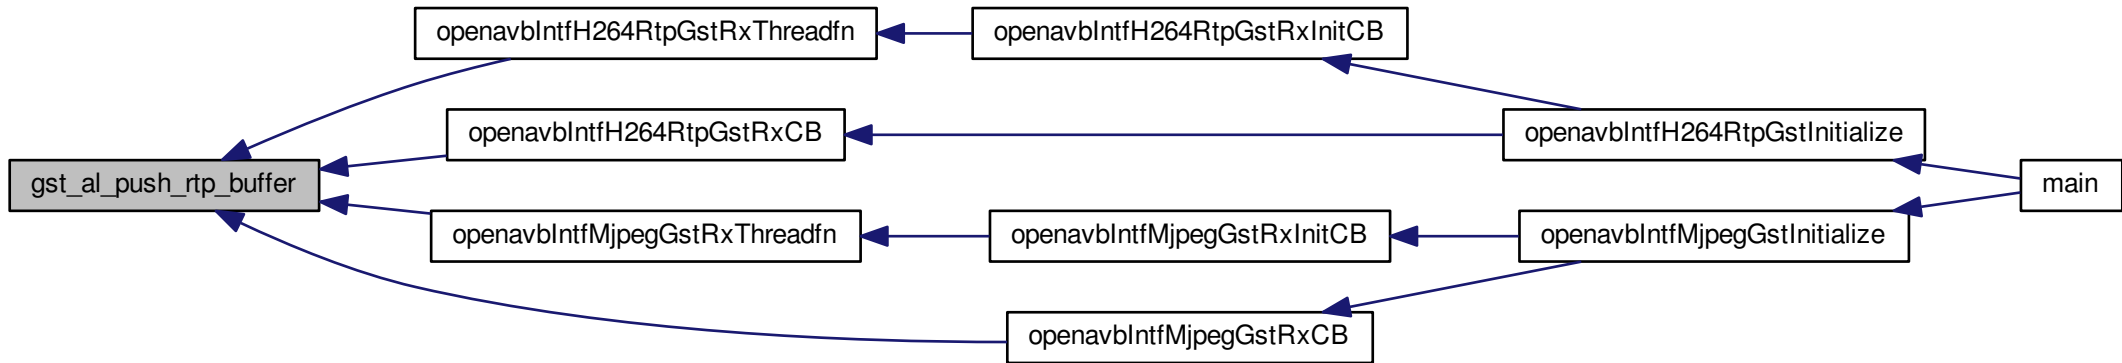 openavbIntfH264RtpGstRxThreadfn
openavbIntfH264RtpGstRxInitCB
openavbIntfH264RtpGstRxCB
openavbIntfH264RtpGstInitialize
gst_al_push_rtp_buffer
main
openavbIntfMjpegGstRxThreadfn
openavbIntfMjpegGstRxInitCB
openavbIntfMjpegGstInitialize
openavbIntfMjpegGstRxCB